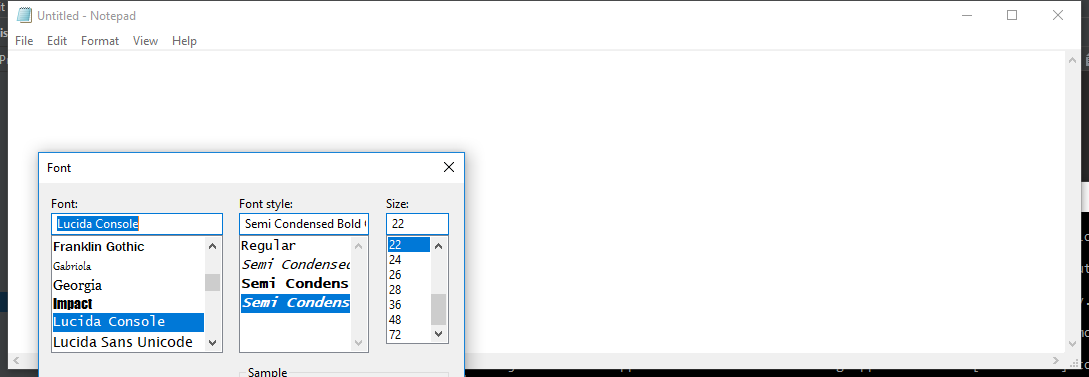 Untitled - Notepad
File Edit Format View Help
Font
Font: Font style: Size:
Lucida Console Semi Condensed Bold 22
Franklin Gothic Regular 22
Gabriola Semi Condensed 24
Georgia Semi Condens 26
Impact Semi Condens 28
Lucida Console 36
Lucida Sans Unicode 48
72
Sample